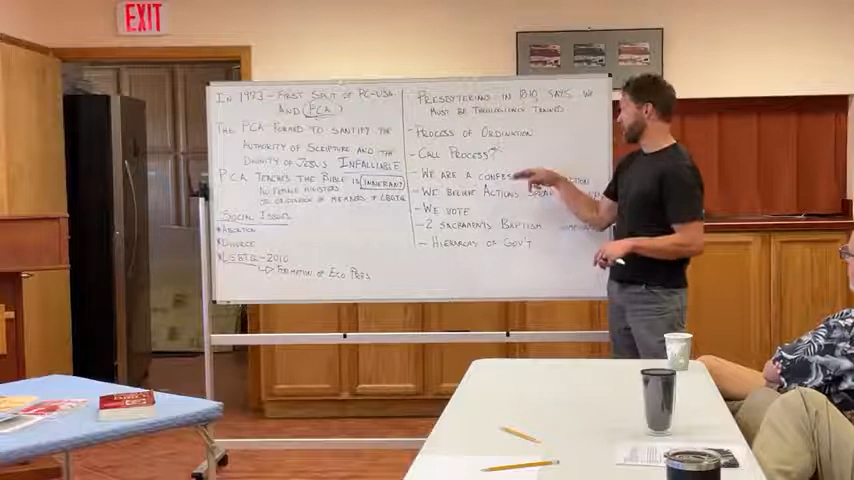 EXIT
In 1973 - First Split of PC-USA
and (PCA)
The PCA formed to santify the
Authority of Scripture and the
Divinity of Jesus Infallable
PCA Teaches the Bible is Innerant
No female ministers
Social Issues
Abortion
Divorce
LGBTQ - 2010
Formation of Eco Pres
Presbyterians in 1810 says: We
must be theologically trained
- Process of Ordination
- Call Process?
- We are a
- We believe Actions
- We vote
- 2 Sacraments Baptism
- Hierarchy of Gov't